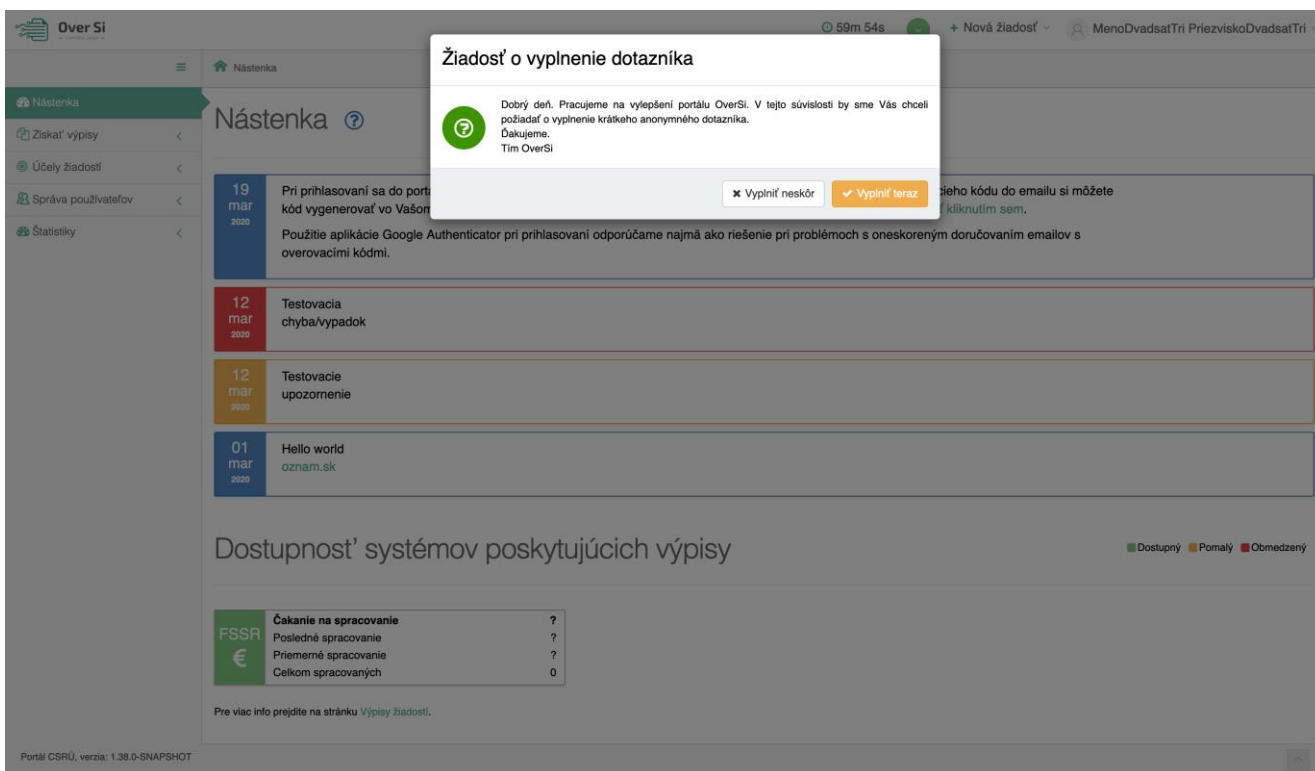 Over Si
59m 54s
+ Nová žiadosť
MenoDvadsatTri PriezviskoDvadsatTri
Nástenka
Získať výpisy
Účely žiadostí
Správa používateľov
Štatistiky
Nástenka
Nástenka
Žiadosť o vyplnenie dotazníka
Dobrý deň. Pracujeme na vylepšení portálu OverSi. V tejto súvislosti by sme Vás chceli
požiadať o vyplnenie krátkeho anonymného dotazníka.
Ďakujeme.
Tím OverSi
Vyplniť neskôr
Vyplniť teraz
19
mar
2020
Pri prihlasovaní sa do kódu do emailu si môžete
kód vygenerovať vo kliknutím sem.
Použitie aplikácie Google Authenticator pri prihlasovaní odporúčame najmä ako riešenie pri problémoch s oneskoreným doručovaním emailov s
overovacími kódmi.
12
mar
2020
Testovacia
chyba/vypadok
12
mar
2020
Testovacie
upozornenie
01
mar
2020
Hello world
oznam.sk
Dostupnosť systémov poskytujúcich výpisy
Dostupný Pomalý Obmedzený
FSSR
€
Čakanie na spracovanie ?
Posledné spracovanie ?
Priemerné spracovanie ?
Celkom spracovaných 0
Pre viac info prejdite na stránku Výpisy žiadostí.
Portál CSRÚ, verzia: 1.38.0-SNAPSHOT